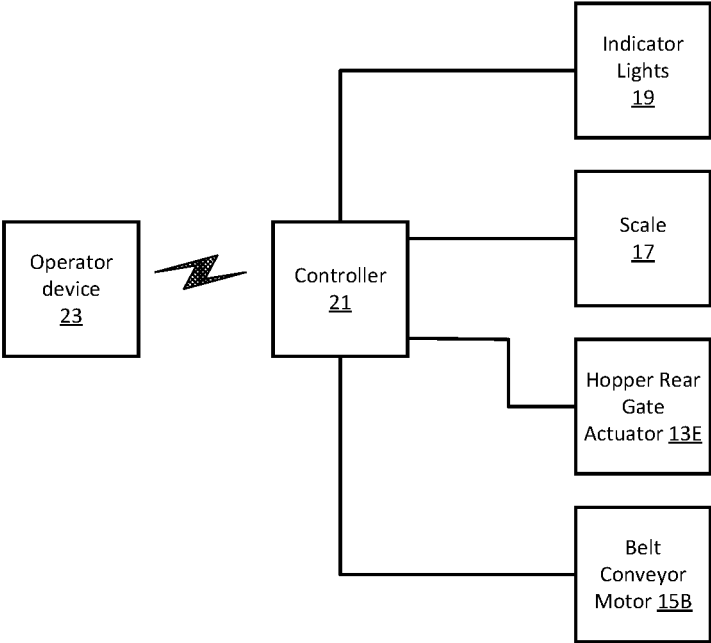 Indicator
Lights
19
Scale
17
Operator
device
23
Controller
21
Hopper Rear
Gate
Actuator 13E
Belt
Conveyor
Motor 15B